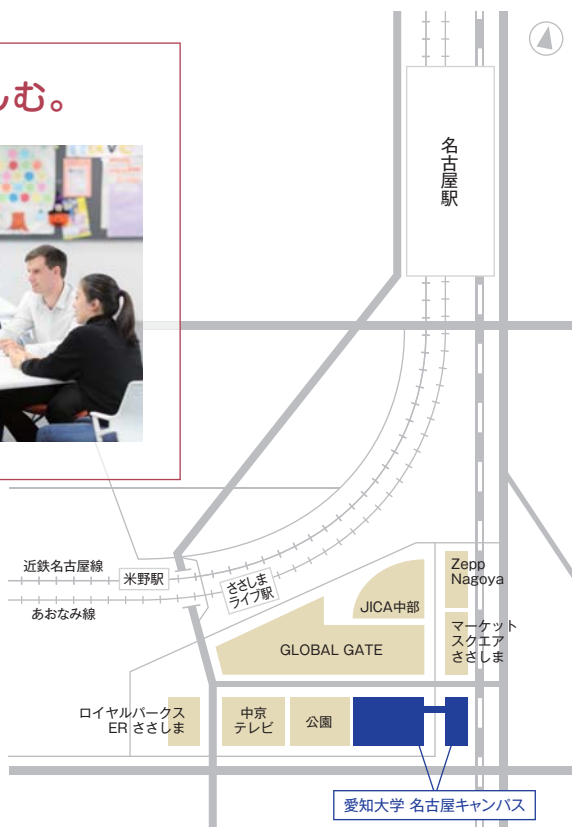 しむ。
名古屋駅
近鉄名古屋線
米野駅
あおなみ線
ささしま
ライブ駅
Zepp
Nagoya
JICA中部
マーケット
スクエア
ささしま
GLOBAL GATE
ロイヤルパークス
ER ささしま
中京
テレビ
公園
愛知大学 名古屋キャンパス